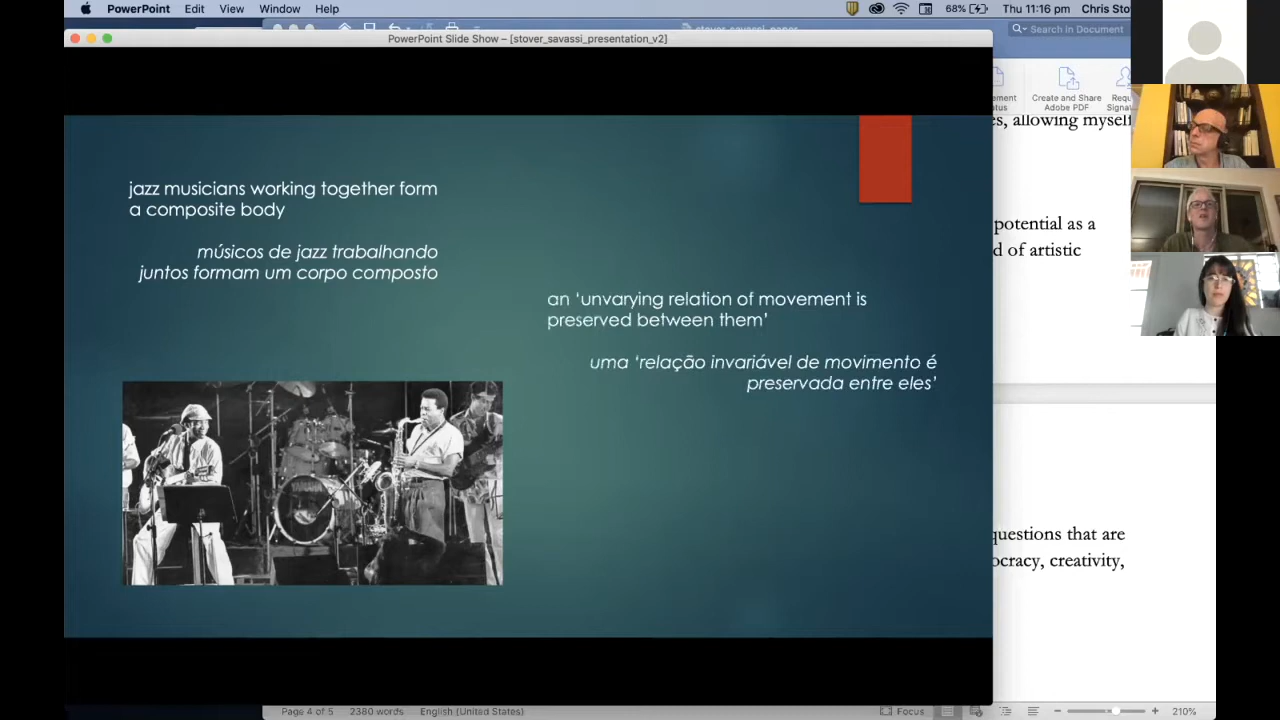 PowerPoint Edit View Window Help
68% Thu 11:16 pm Chris Sto
PowerPoint Slide Show – [stover_savassi_presentation_v2]
stover_savassi_paper
Search in Document
Create and Share
Adobe PDF
Requ
Signa
es, allowing myself
jazz musicians working together form
a composite body
músicos de jazz trabalhando
juntos formam um corpo composto
potential as a
d of artistic
an ‘unvarying relation of movement is
preserved between them’
uma ‘relação invariável de movimento é
preservada entre eles’
questions that are
ocracy, creativity,
Page 4 of 5 2380 words English (United States) Focus 210%